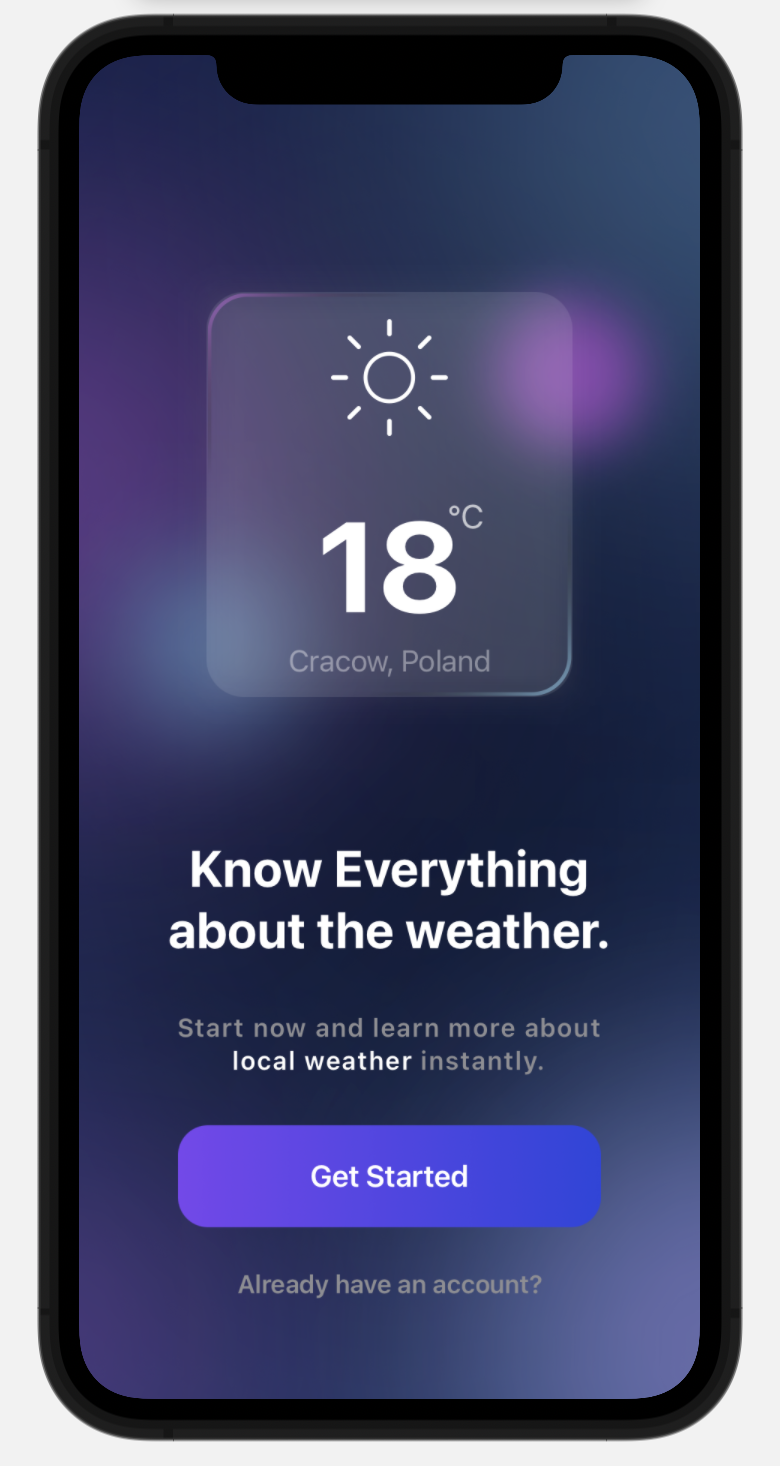 °C
18
Cracow, Poland
Know Everything
about the weather.
Start now and learn more about
local weather instantly.
Get Started
Already have an account?